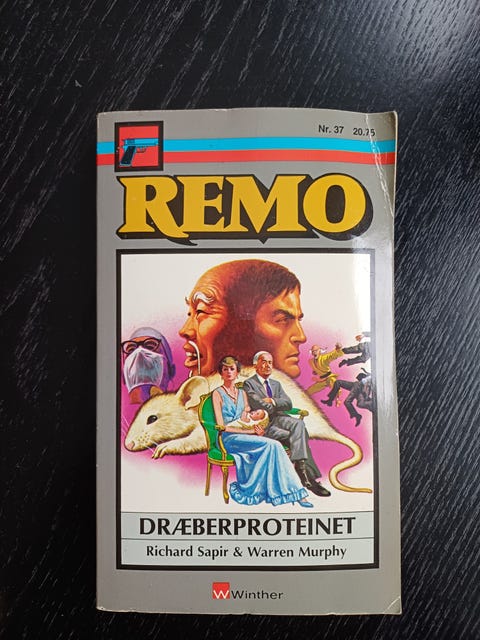 Nr. 37 20.75
REMO
DRÆBERPROTEINET
Richard Sapir & Warren Murphy
W Winther